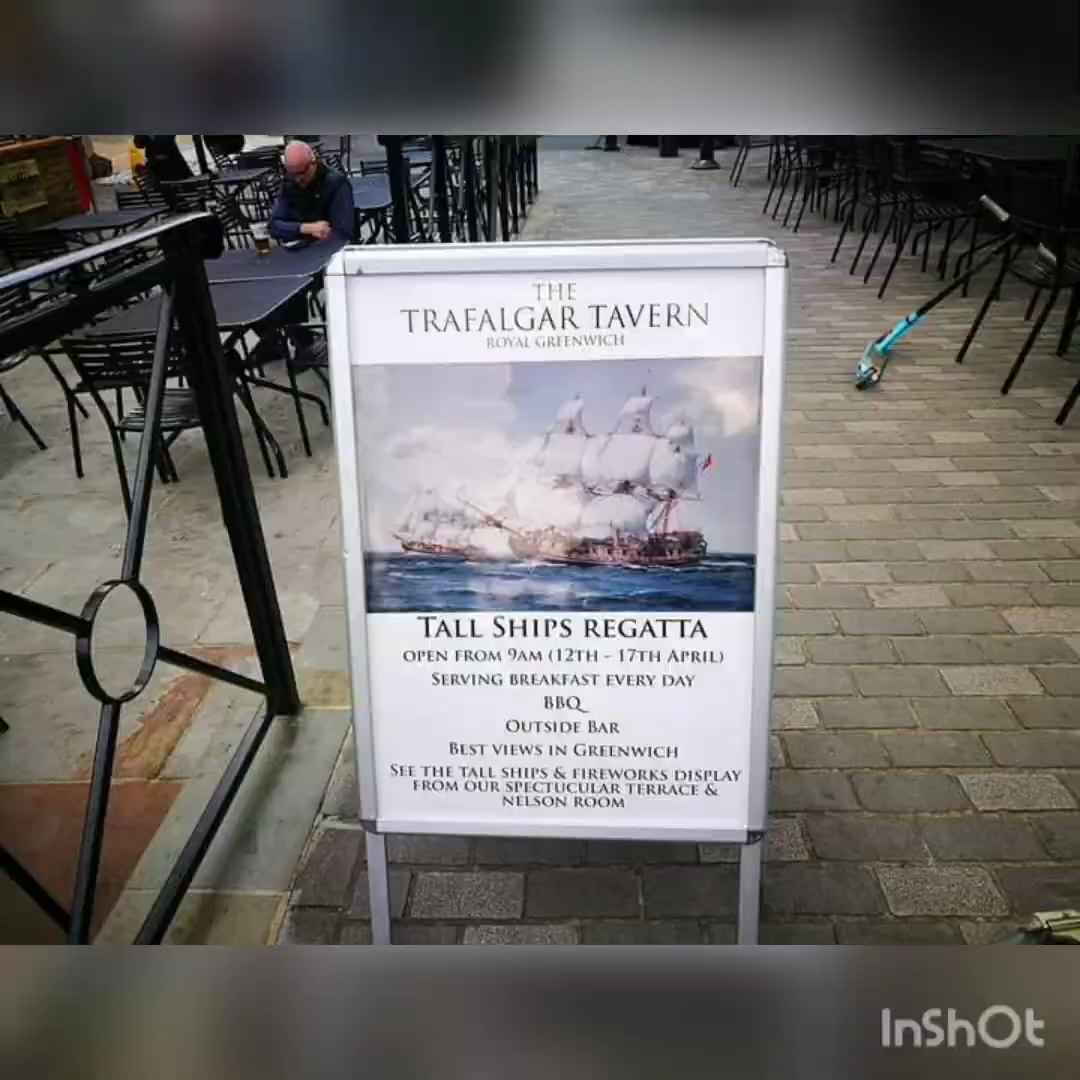 THE
TRAFALGAR TAVERN
ROYAL GREENWICH
TALL SHIPS REGATTA
OPEN FROM 9AM (12TH - 17TH APRIL)
SERVING BREAKFAST EVERY DAY
BBQ
OUTSIDE BAR
BEST VIEWS IN GREENWICH
SEE THE TALL SHIPS & FIREWORKS DISPLAY
FROM OUR SPECTUCULAR TERRACE &
NELSON ROOM
InShOt